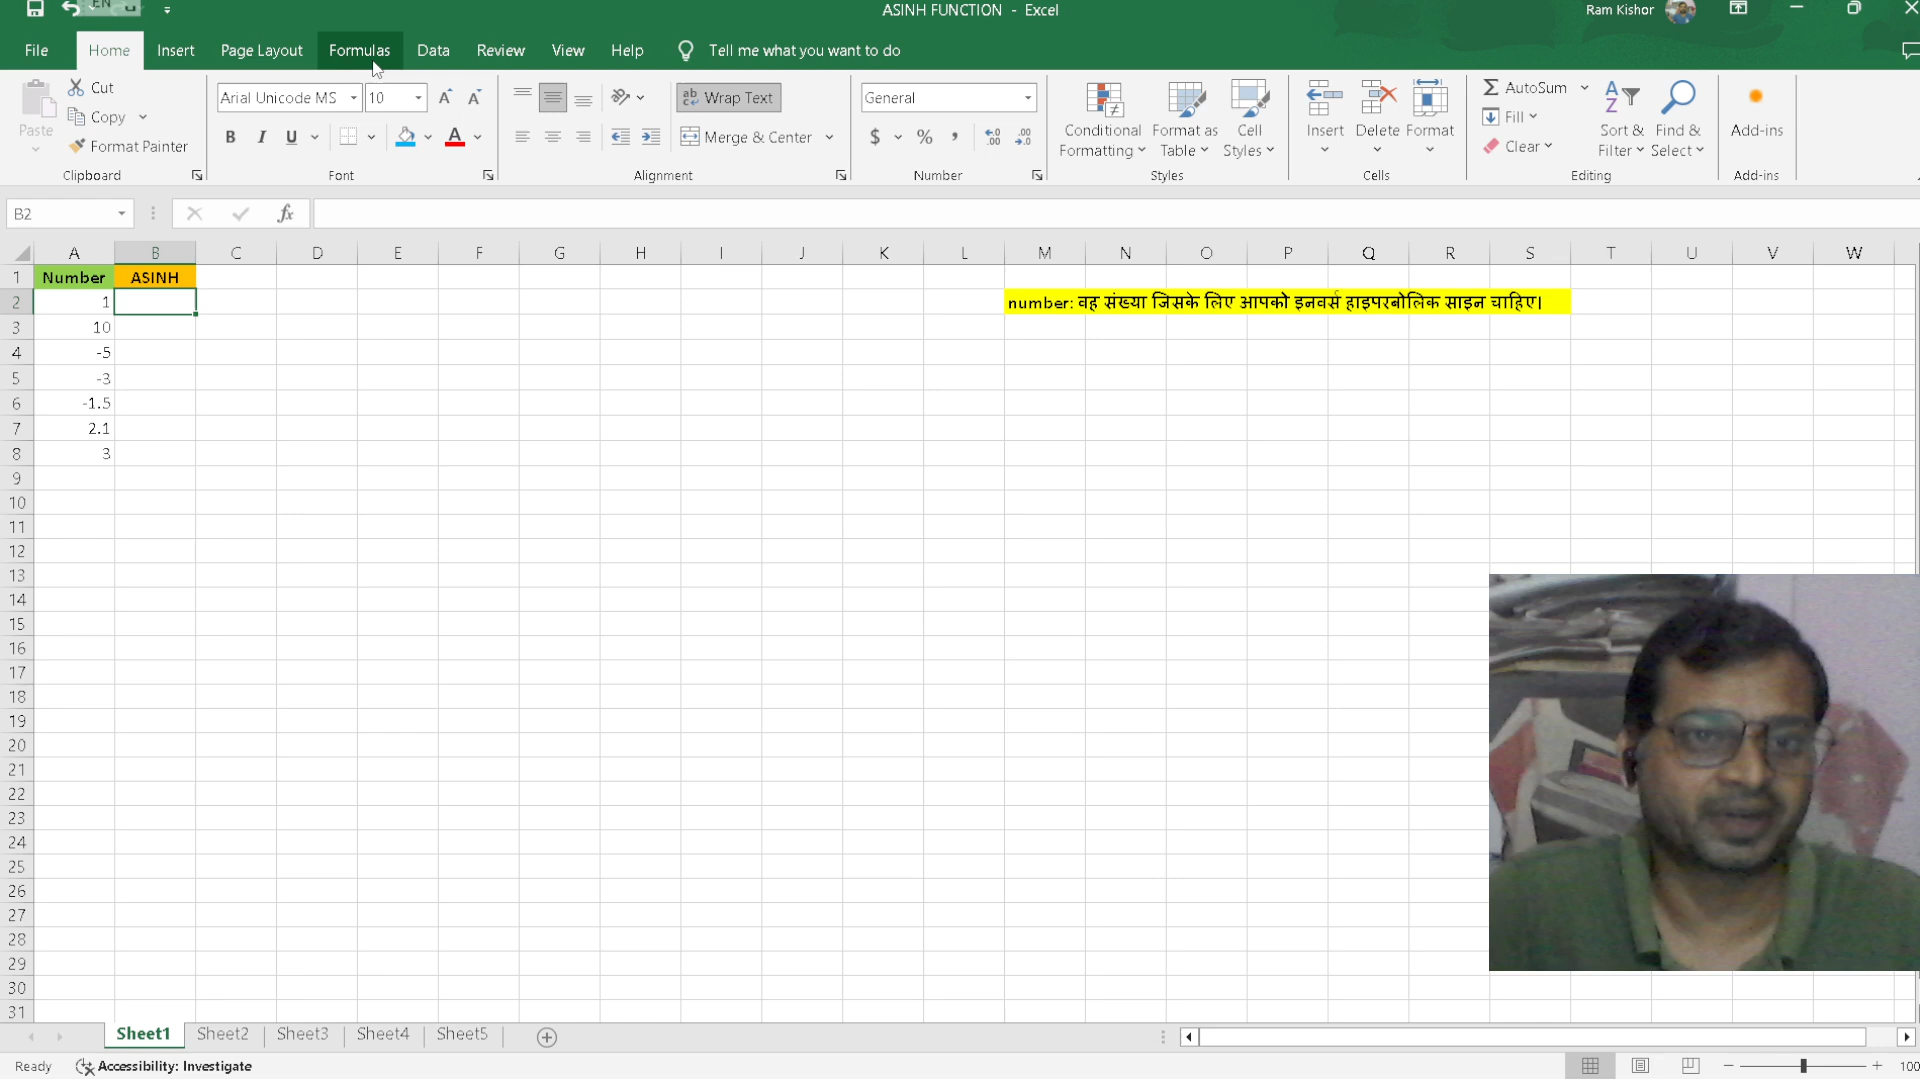 EN
ASINH FUNCTION - Excel
Ram Kishor
File Home Insert Page Layout Formulas Data Review View Help Tell me what you want to do
Paste
Cut
Copy
Format Painter
Clipboard
Arial Unicode MS 10
B I U A
Font
Wrap Text
Merge & Center
Alignment
General
$ % ,
Number
Conditional Formatting
Format as Table
Cell Styles
Styles
Insert Delete Format
Cells
AutoSum
Fill
Clear
Sort & Filter
Find & Select
Editing
Add-ins
Add-ins
B2 fx
A B C D E F G H I J K L M N O P Q R S T U V W
1 Number ASINH
2 1 number: वह संख्या जिसके लिए आपको इनवर्स हाइपरबोलिक साइन चाहिए।
3 10
4 -5
5 -3
6 -1.5
7 2.1
8 3
9
10
11
12
13
14
15
16
17
18
19
20
21
22
23
24
25
26
27
28
29
30
31
Sheet1 Sheet2 Sheet3 Sheet4 Sheet5
Ready Accessibility: Investigate 100